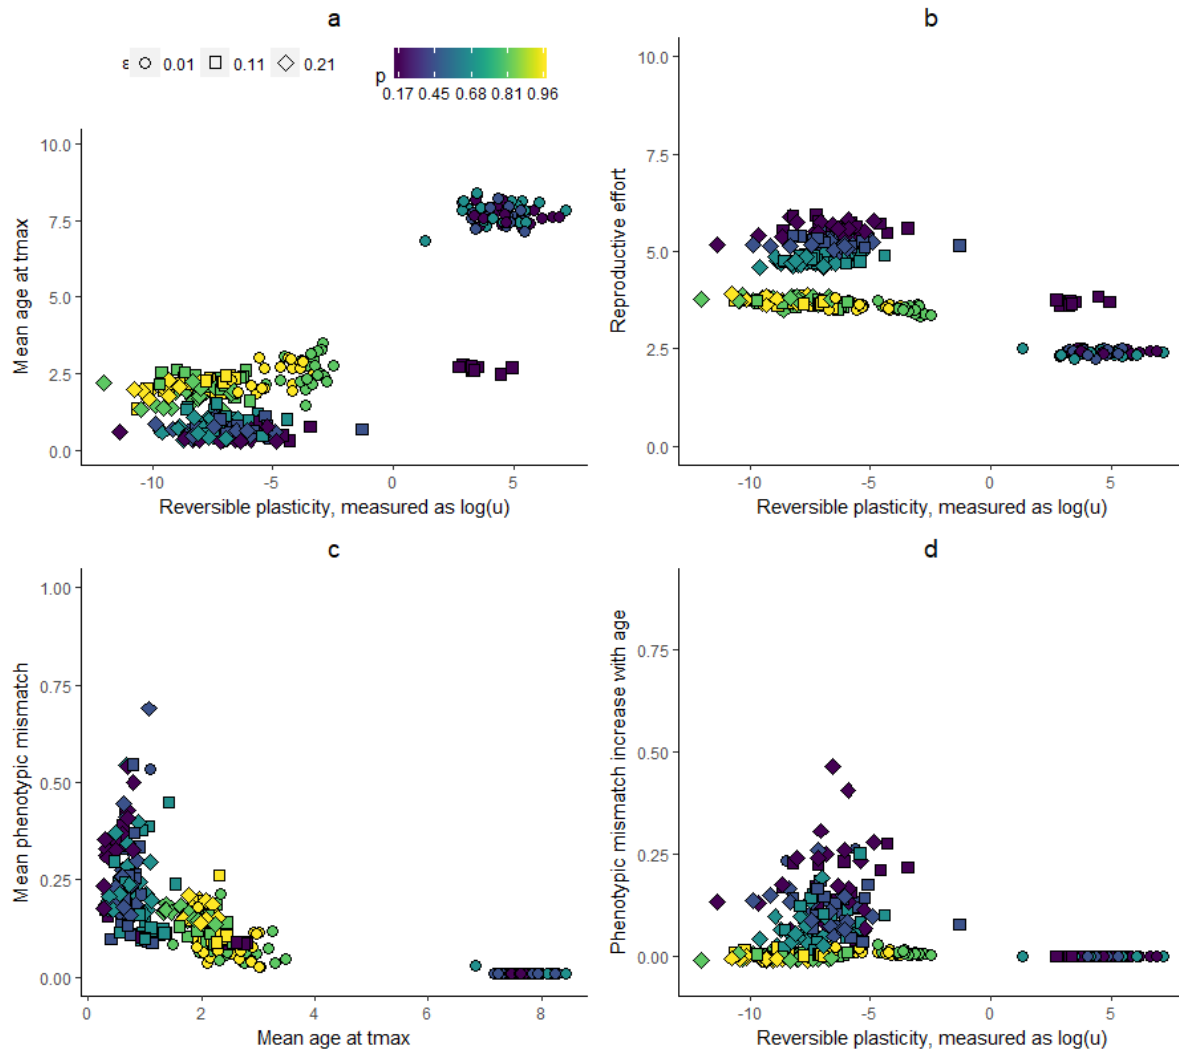 a
ε 0.01 0.11 0.21
p
0.17 0.45 0.68 0.81 0.96
Mean age at tmax
10.0
7.5
5.0
2.5
0.0
-10 -5 0 5
Reversible plasticity, measured as log(u)
b
Reproductive effort
10.0
7.5
5.0
2.5
0.0
-10 -5 0 5
Reversible plasticity, measured as log(u)
c
Mean phenotypic mismatch
1.00
0.75
0.50
0.25
0.00
0 2 4 6 8
Mean age at tmax
d
Phenotypic mismatch increase with age
0.75
0.50
0.25
0.00
-10 -5 0 5
Reversible plasticity, measured as log(u)